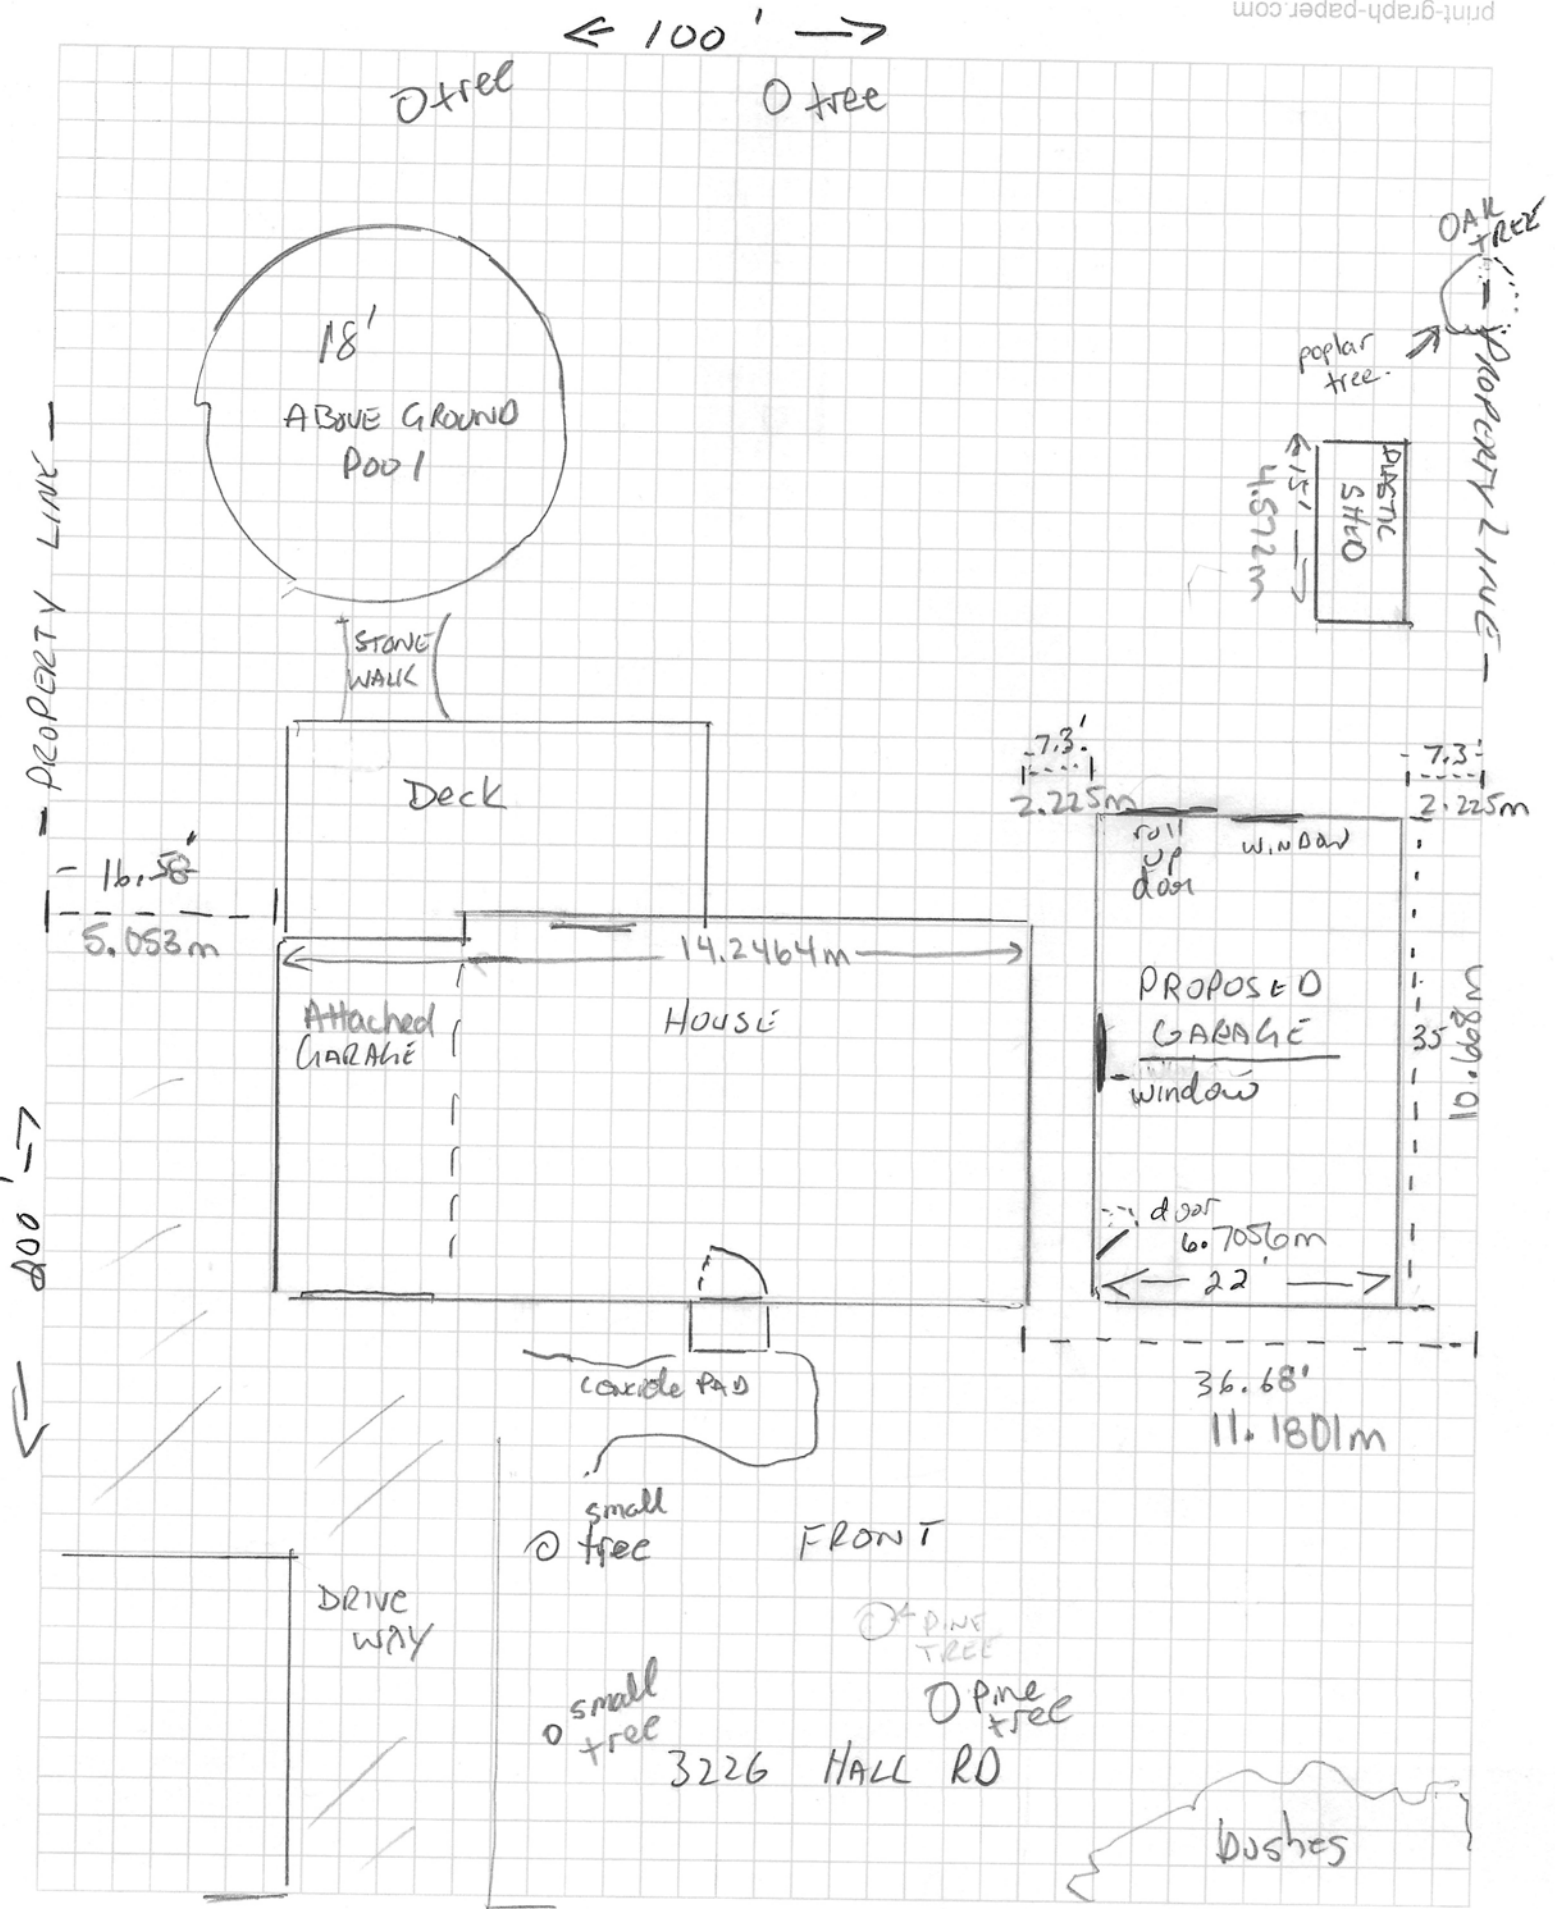 print-graph-paper.com
← 100' →
O tree
O tree
OAK
TREE
18'
ABOVE GROUND
POOL
poplar
tree.
- PROPERTY LINE -
- PROPERTY LINE -
← 15' →
4.5723
PLASTIC
SHED
STONE
WALK
7.3'
2.225m
7.3'
2.225m
Deck
roll
up
door
WINDOW
16.58'
5.053m
14.2464m
Attached
GARAGE
HOUSE
PROPOSED
GARAGE
window
35
10.668m
200'
door
6.7056m
← 22' →
36.68'
11.1801m
concrete PAD
small
tree
FRONT
DRIVE
WAY
PINE
TREE
small
tree
Pine
tree
3226 HALL RD
bushes